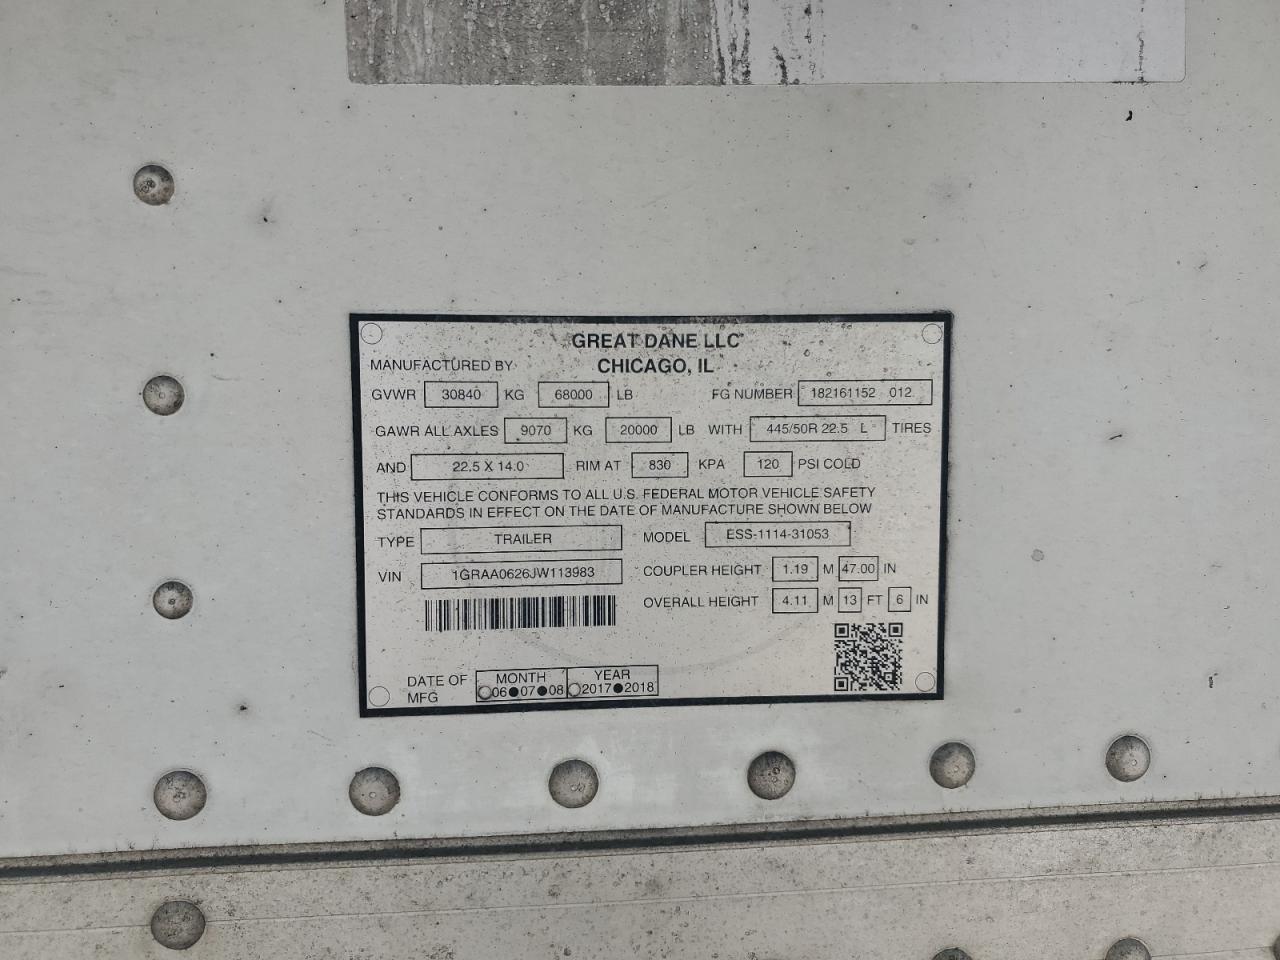 GREAT DANE LLC
MANUFACTURED BY CHICAGO, IL
GVWR 30840 KG 68000 LB FG NUMBER 182161152 012
GAWR ALL AXLES 9070 KG 20000 LB WITH 445/50R 22.5 L TIRES
AND 22.5 X 14.0 RIM AT 830 KPA 120 PSI COLD
THIS VEHICLE CONFORMS TO ALL U.S. FEDERAL MOTOR VEHICLE SAFETY
STANDARDS IN EFFECT ON THE DATE OF MANUFACTURE SHOWN BELOW
TYPE TRAILER MODEL ESS-1114-31053
VIN 1GRAA0626JW113983 COUPLER HEIGHT 1.19 M 47.00 IN
OVERALL HEIGHT 4.11 M 13 FT 6 IN
DATE OF MFG MONTH YEAR
06 07 08 2017 2018